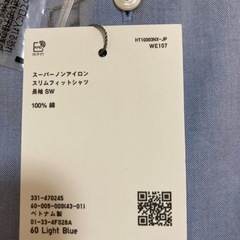 HT10003NX-JP
WE107
スーパーノンアイロン
スリムフィットシャツ
長袖 SW
100% 綿
331-470245
60-005-000(43-01)
ベトナム製
01-33-4F028A
60 Light Blue